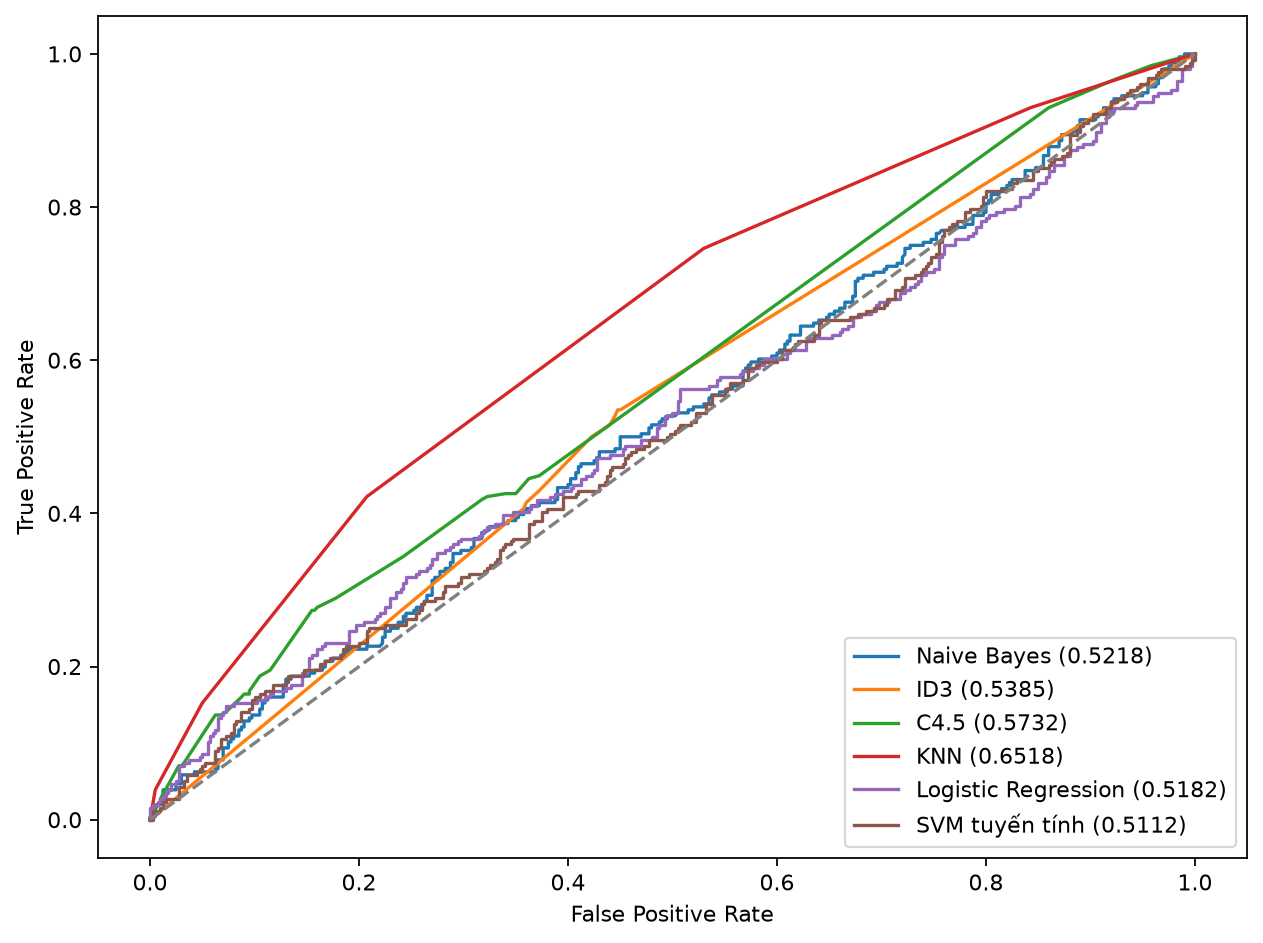 1.0
0.8
0.6
0.4
0.2
0.0
True Positive Rate
Naive Bayes (0.5218)
ID3 (0.5385)
C4.5 (0.5732)
KNN (0.6518)
Logistic Regression (0.5182)
SVM tuyến tính (0.5112)
0.0 0.2 0.4 0.6 0.8 1.0
False Positive Rate